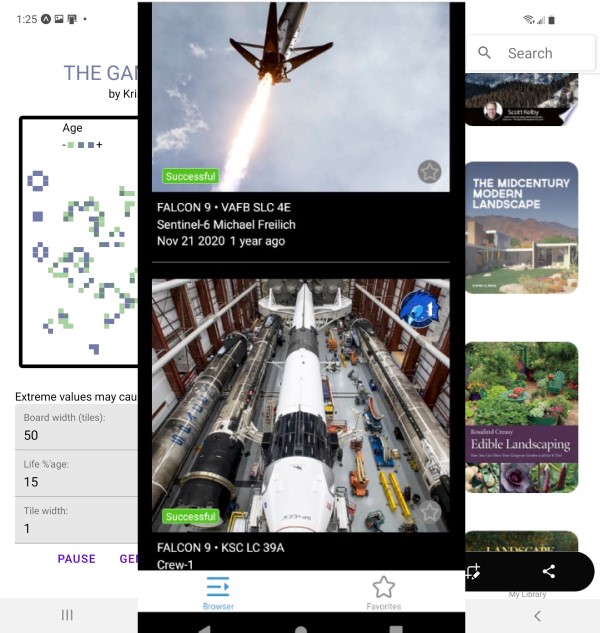 1:25
THE GAM
by Kri
Age
- +
Extreme values may cau
Board width (tiles):
50
Life %'age:
15
Tile width:
1
PAUSE
GEN
Successful
FALCON 9 • VAFB SLC 4E
Sentinel-6 Michael Freilich
Nov 21 2020 1 year ago
SPACEX
Successful
FALCON 9 • KSC LC 39A
Crew-1
Browser
Favorites
Search
Scott Kelby
THE MIDCENTURY
MODERN
LANDSCAPE
Rosalind Creasy
Edible Landscaping
LANDSCAPE
My Library